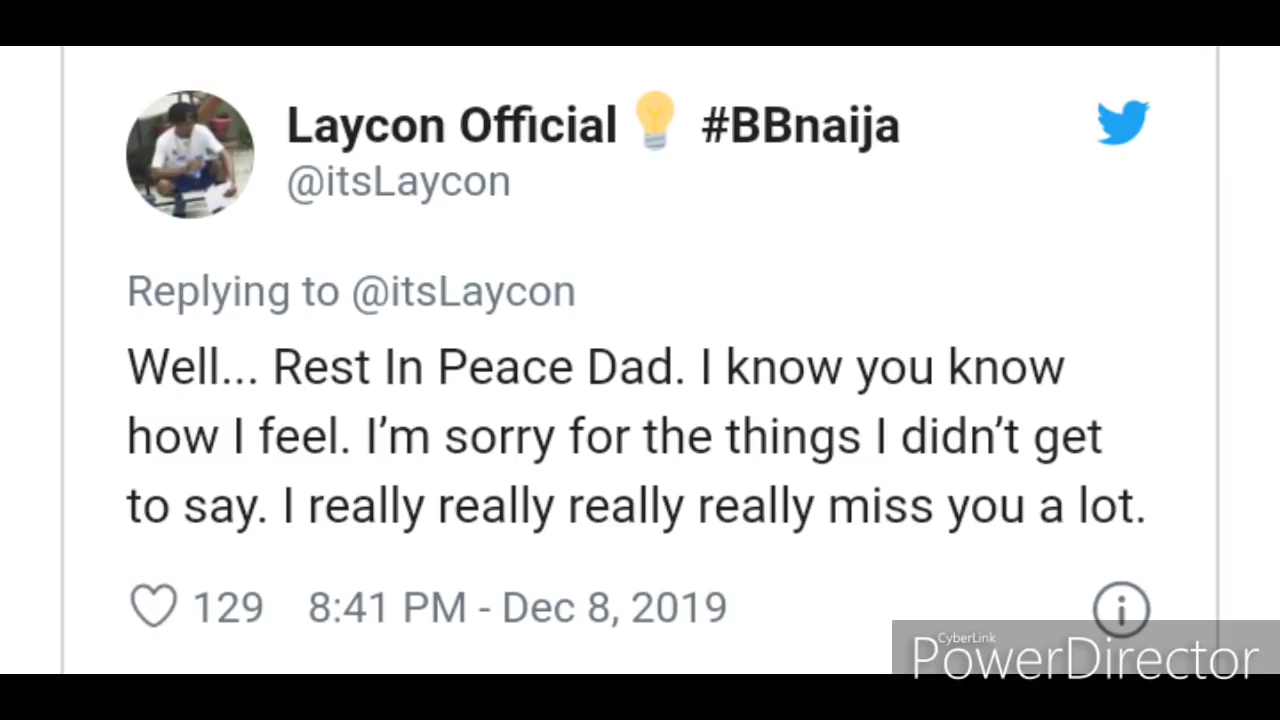 Laycon Official 💡 #BBnaija
@itsLaycon
Replying to @itsLaycon
Well... Rest In Peace Dad. I know you know
how I feel. I’m sorry for the things I didn’t get
to say. I really really really really miss you a lot.
129 8:41 PM - Dec 8, 2019
CyberLink
PowerDirector